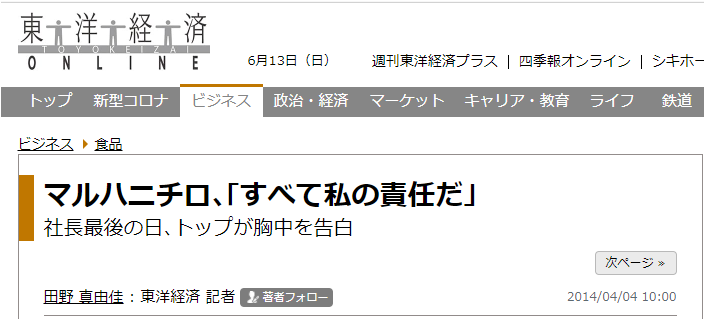 東洋経済
TOYOKEIZAI
ONLINE
6月13日（日）
週刊東洋経済プラス | 四季報オンライン | シキホー
トップ 新型コロナ ビジネス 政治・経済 マーケット キャリア・教育 ライフ 鉄道
ビジネス 食品
マルハニチロ、「すべて私の責任だ」
社長最後の日、トップが胸中を告白
次ページ »
田野 真由佳 : 東洋経済 記者 著者フォロー 2014/04/04 10:00